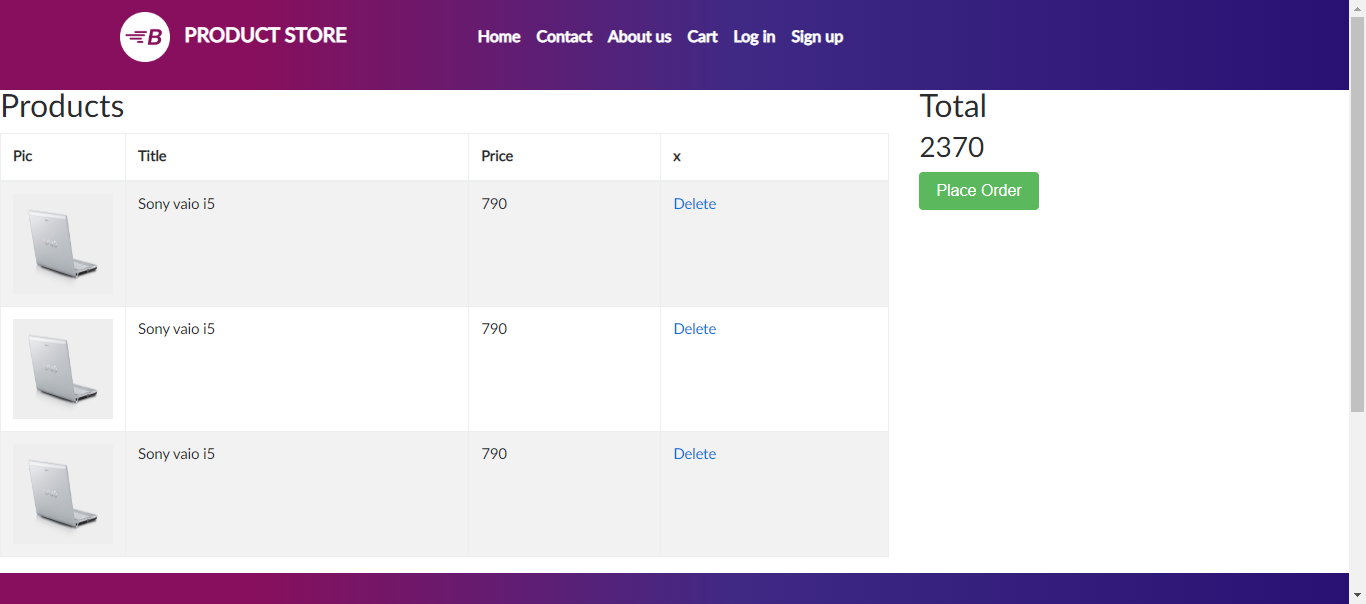 B PRODUCT STORE Home Contact About us Cart Log in Sign up
Products
Total
2370
Place Order
Pic Title Price x
Sony vaio i5 790 Delete
Sony vaio i5 790 Delete
Sony vaio i5 790 Delete